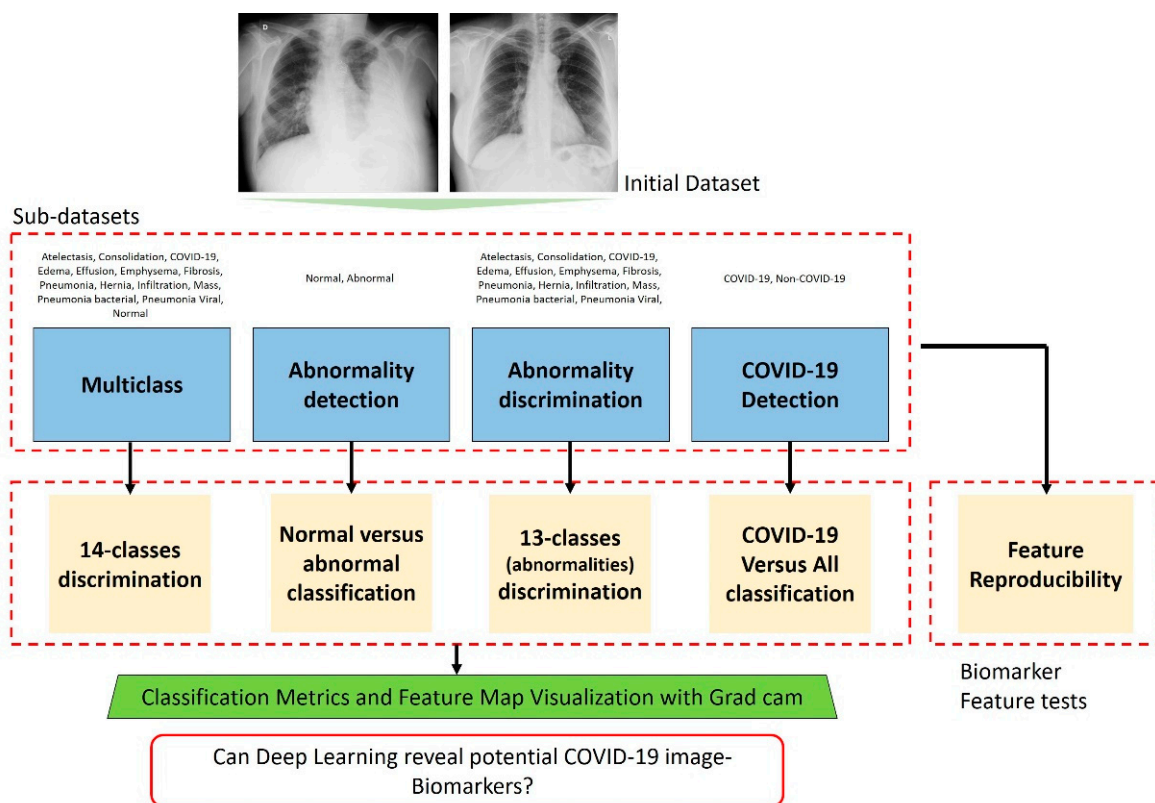 D
L
Initial Dataset
Sub-datasets
Atelectasis, Consolidation, COVID-19,
Edema, Effusion, Emphysema, Fibrosis,
Pneumonia, Hernia, Infiltration, Mass,
Pneumonia bacterial, Pneumonia Viral,
Normal
Normal, Abnormal
Atelectasis, Consolidation, COVID-19,
Edema, Effusion, Emphysema, Fibrosis,
Pneumonia, Hernia, Infiltration, Mass,
Pneumonia bacterial, Pneumonia Viral,
COVID-19, Non-COVID-19
Multiclass
Abnormality
detection
Abnormality
discrimination
COVID-19
Detection
14-classes
discrimination
Normal versus
abnormal
classification
13-classes
(abnormalities)
discrimination
COVID-19
Versus All
classification
Feature
Reproducibility
Biomarker
Feature tests
Classification Metrics and Feature Map Visualization with Grad cam
Can Deep Learning reveal potential COVID-19 image-
Biomarkers?